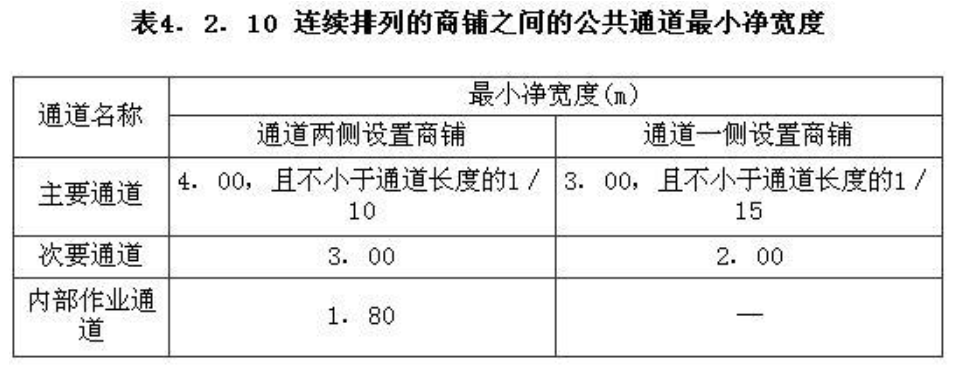 表4. 2. 10 连续排列的商铺之间的公共通道最小净宽度
通道名称
最小净宽度(m)
通道两侧设置商铺
通道一侧设置商铺
主要通道
4. 00, 且不小于通道长度的1/
10
3. 00, 且不小于通道长度的1/
15
次要通道
3. 00
2. 00
内部作业通
道
1. 80
—